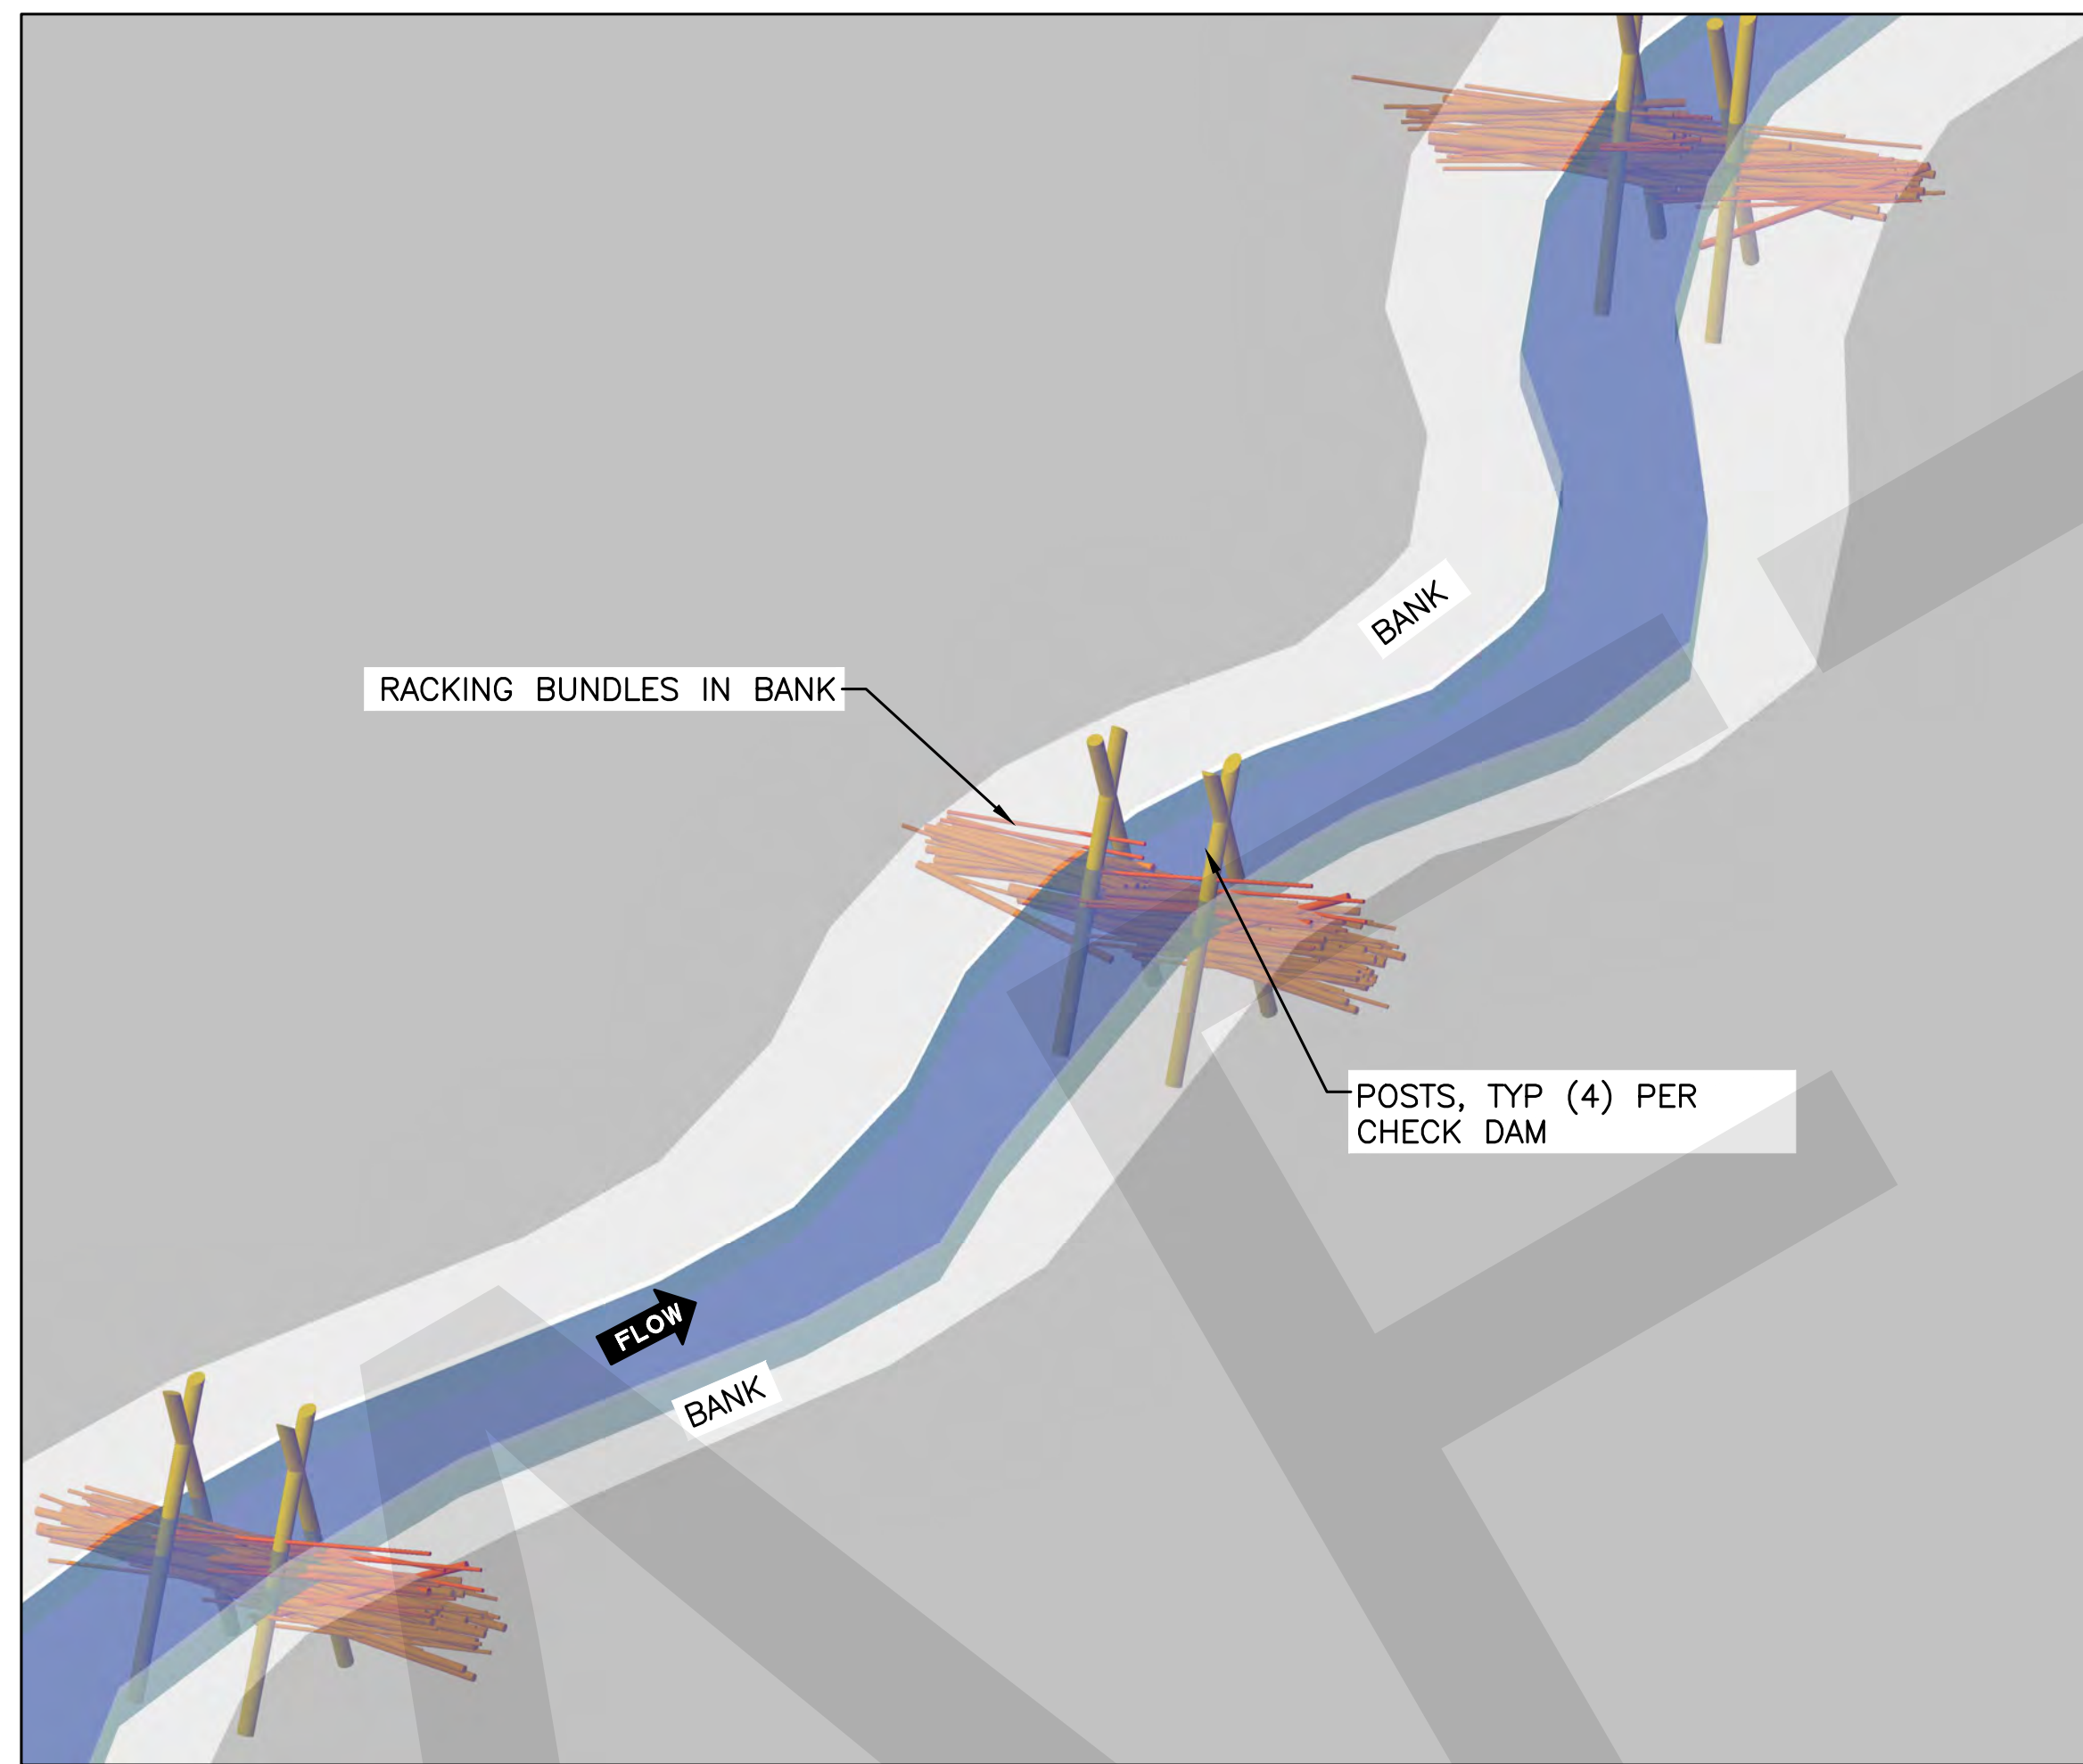 BANK
RACKING BUNDLES IN BANK
POSTS, TYP (4) PER
CHECK DAM
FLOW
BANK